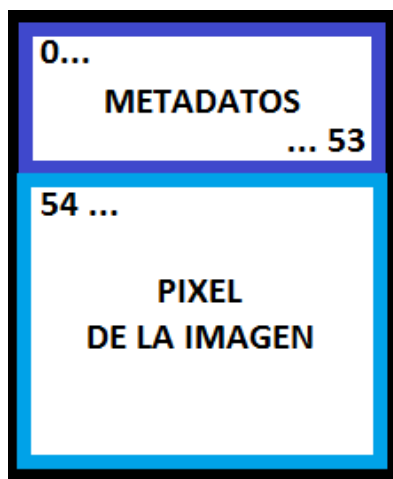 0...
METADATOS
... 53
54 ...
PIXEL
DE LA IMAGEN